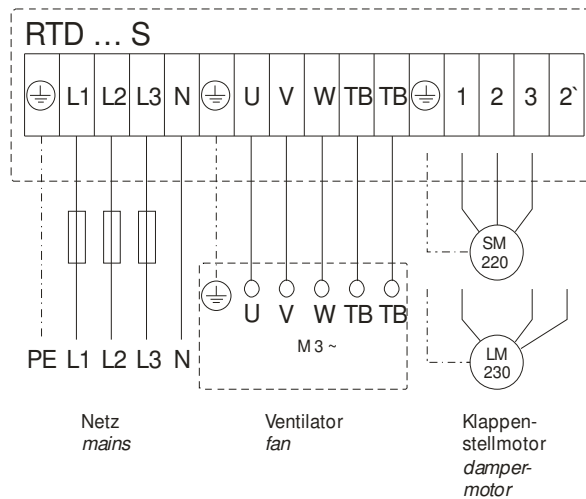 RTD ... S
L1 L2 L3 N U V W TB TB 1 2 3 2`
SM
220
U V W TB TB
M 3 ~
PE L1 L2 L3 N
LM
230
Netz
mains
Ventilator
fan
Klappen-
stellmotor
damper-
motor